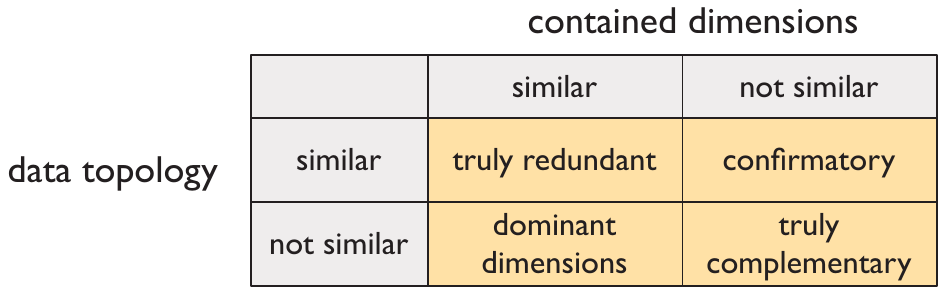 contained dimensions
similar
not similar
data topology
similar
truly redundant
confirmatory
not similar
dominant
dimensions
truly
complementary